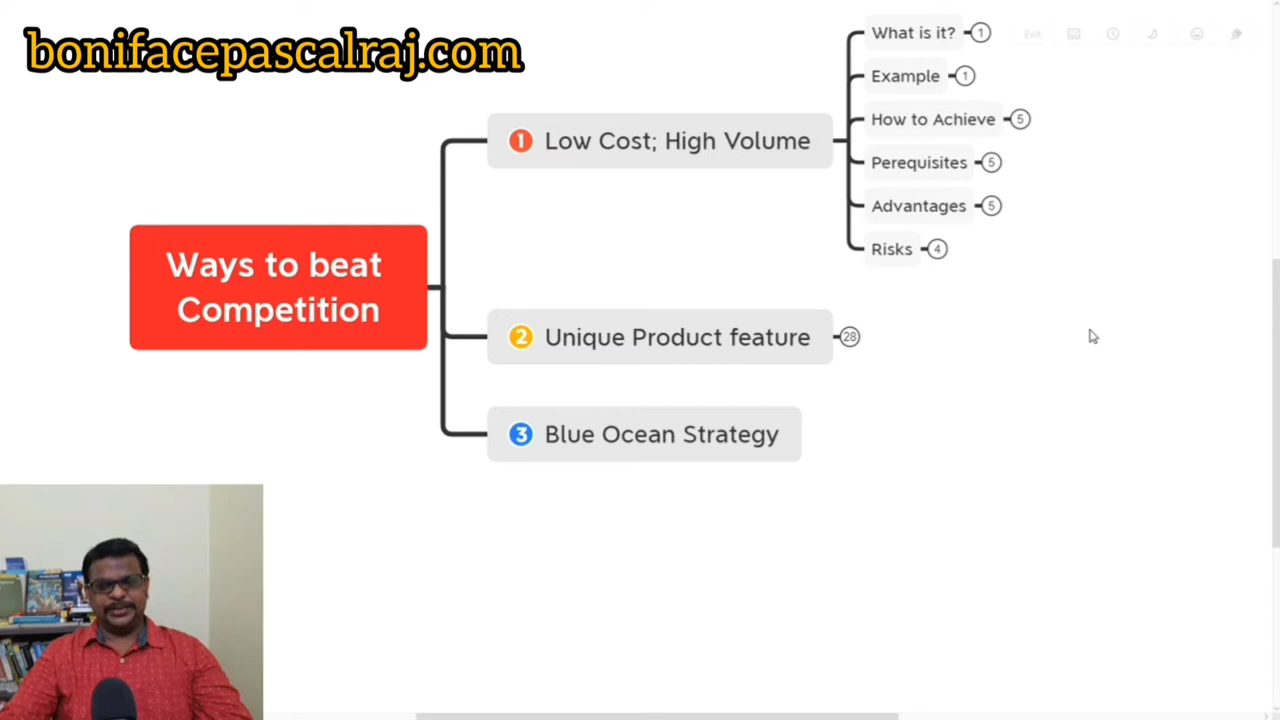 bonifacepascalraj.com
Ways to beat
Competition
1 Low Cost; High Volume
What is it? 1
Example 1
How to Achieve 5
Perequisites 5
Advantages 5
Risks 4
2 Unique Product feature 28
3 Blue Ocean Strategy
Exit